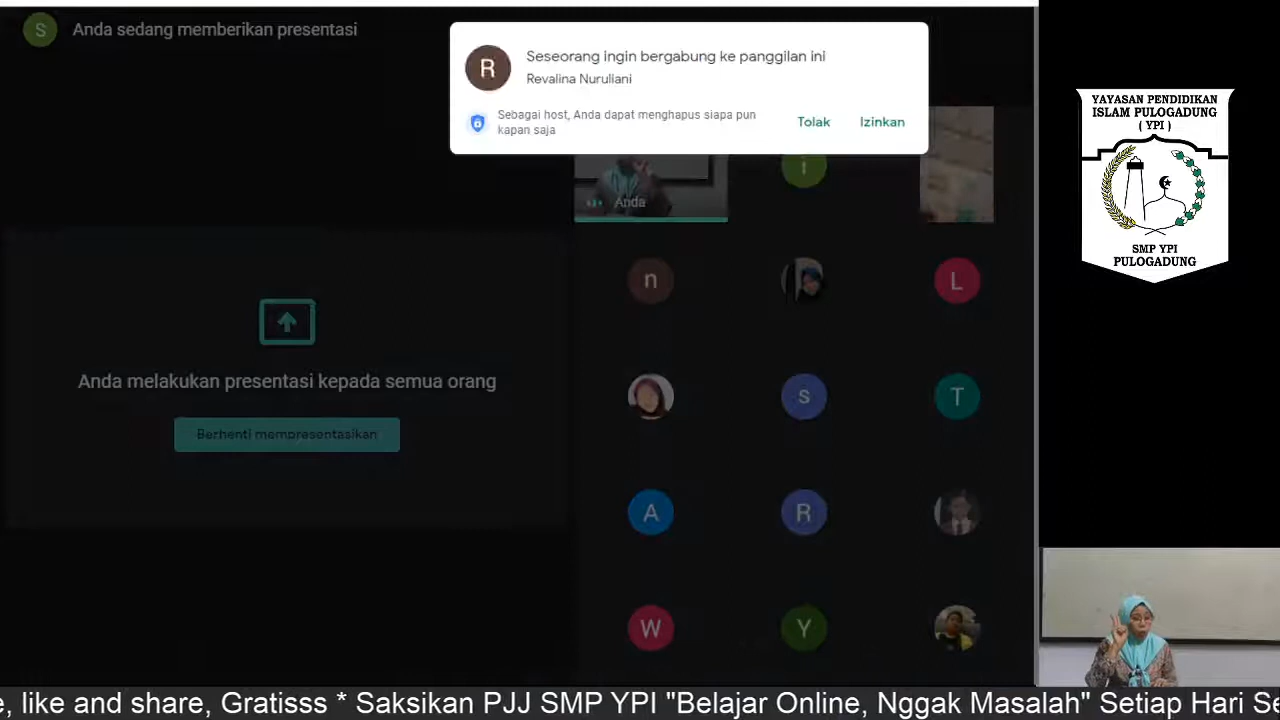 S
Anda sedang memberikan presentasi
R
Seseorang ingin bergabung ke panggilan ini
Revalina Nuruliani
Sebagai host, Anda dapat menghapus siapa pun
kapan saja
Tolak
Izinkan
i
Anda
n
L
Anda melakukan presentasi kepada semua orang
Berhenti mempresentasikan
s
T
A
R
W
Y
YAYASAN PENDIDIKAN
ISLAM PULOGADUNG
( YPI )
SMP YPI
PULOGADUNG
e, like and share, Gratisss * Saksikan PJJ SMP YPI "Belajar Online, Nggak Masalah" Setiap Hari Se